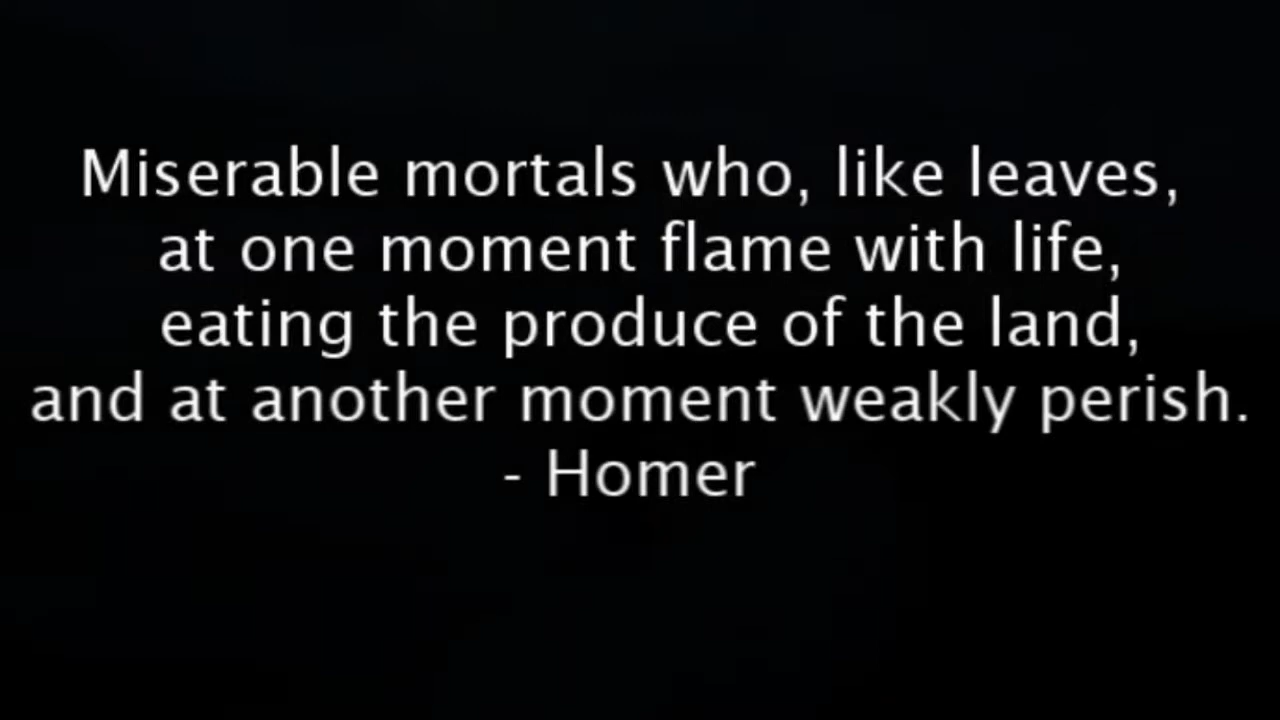 Miserable mortals who, like leaves,
at one moment flame with life,
eating the produce of the land,
and at another moment weakly perish.
- Homer